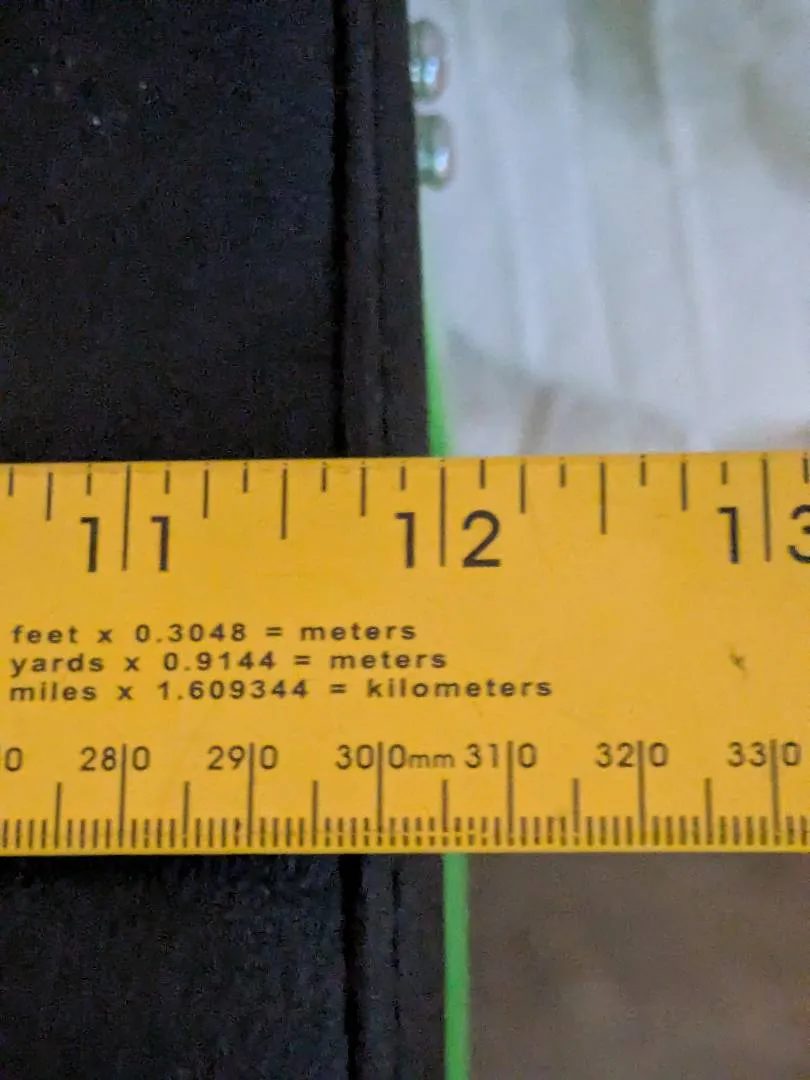 11 12 13
feet x 0.3048 = meters
yards x 0.9144 = meters
miles x 1.609344 = kilometers
0 280 290 300mm 310 320 330